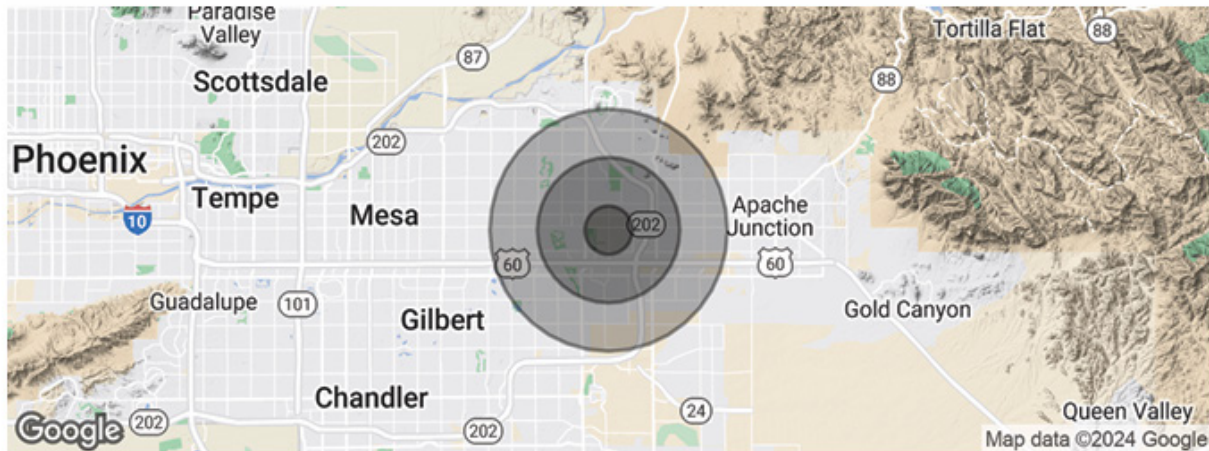 Paradise
Valley
Tortilla Flat
88
87
Scottsdale
88
202
Phoenix
Tempe
Mesa
10
202
Apache
Junction
60
60
Guadalupe
101
Gold Canyon
Gilbert
Chandler
24
Queen Valley
202
202
Google
Map data ©2024 Google